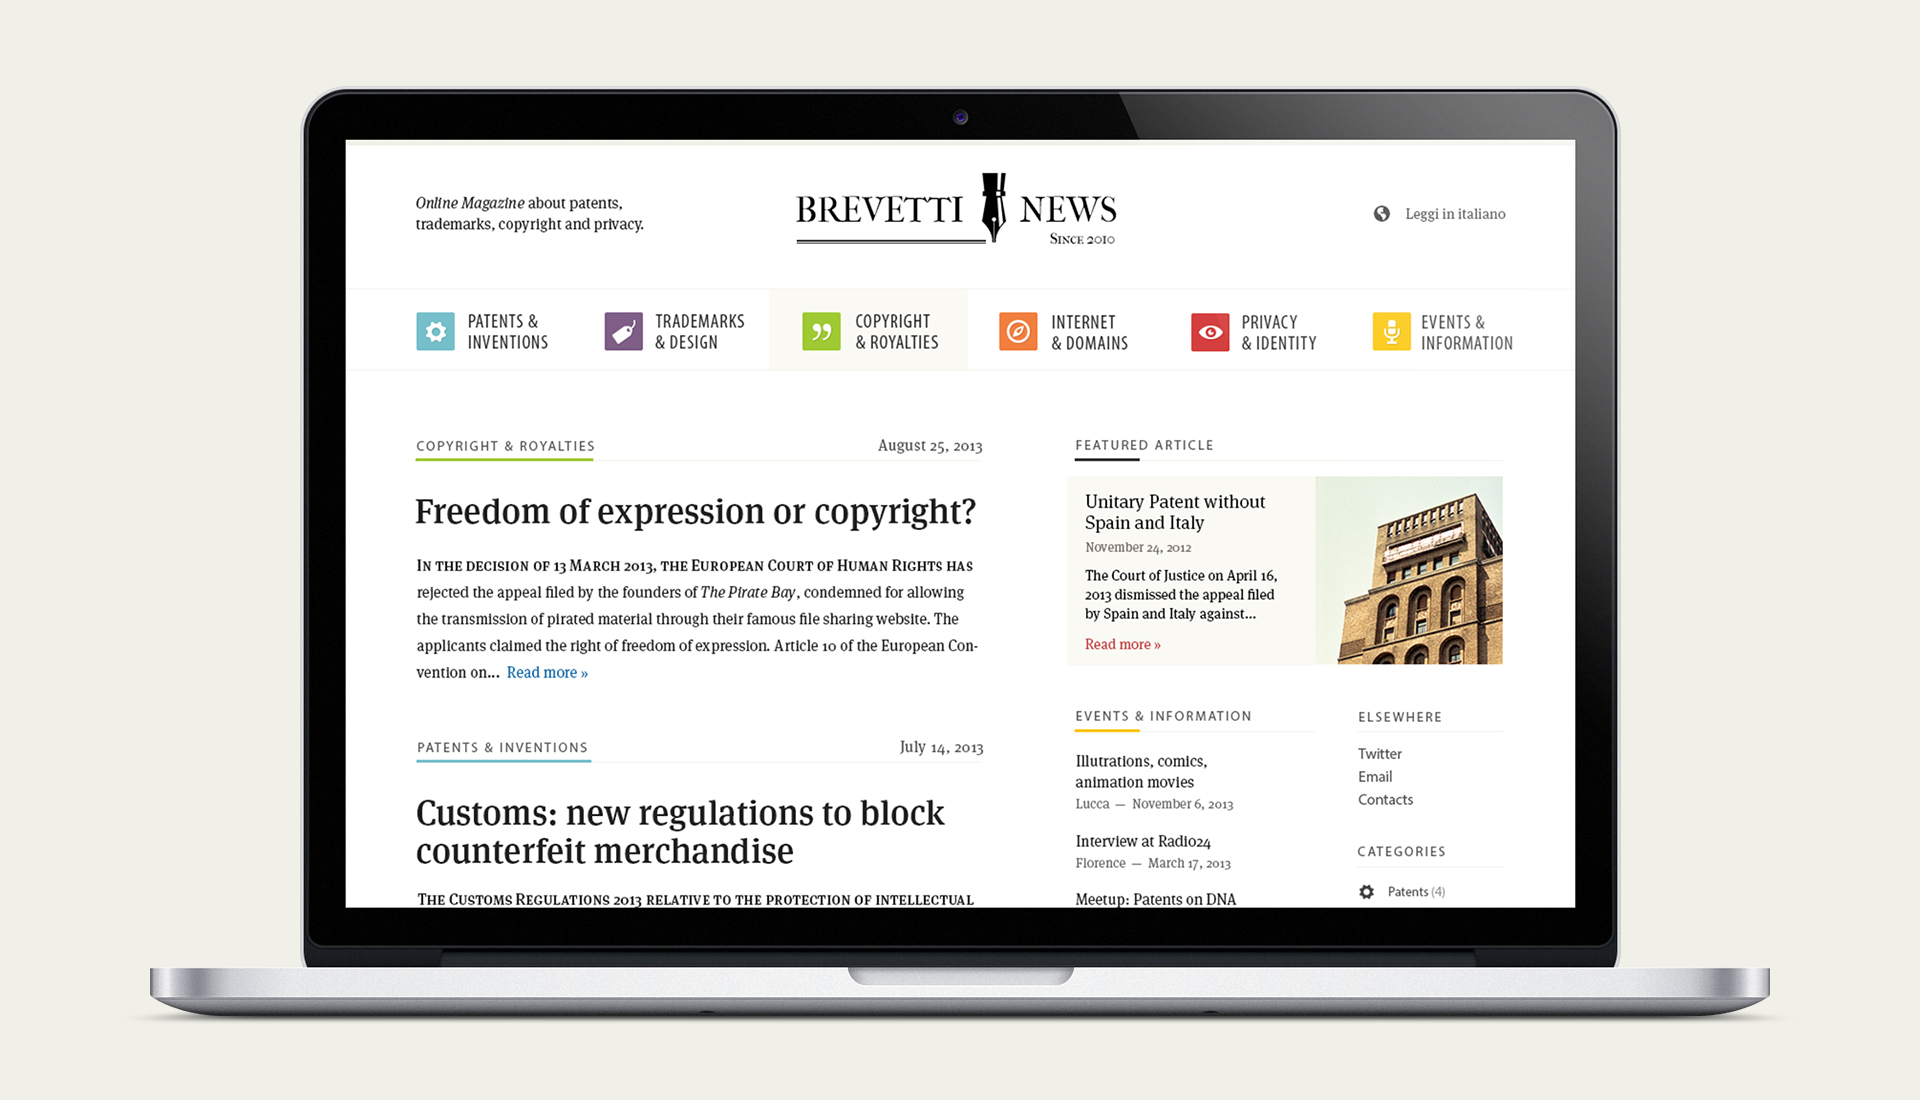 Online Magazine about patents,
trademarks, copyright and privacy.
BREVETTI NEWS
SINCE 2010
Leggi in italiano
PATENTS &
INVENTIONS
TRADEMARKS
& DESIGN
COPYRIGHT
& ROYALTIES
INTERNET
& DOMAINS
PRIVACY
& IDENTITY
EVENTS &
INFORMATION
COPYRIGHT & ROYALTIES
August 25, 2013
Freedom of expression or copyright?
IN THE DECISION OF 13 MARCH 2013, THE EUROPEAN COURT OF HUMAN RIGHTS HAS
rejected the appeal filed by the founders of The Pirate Bay, condemned for allowing
the transmission of pirated material through their famous file sharing website. The
applicants claimed the right of freedom of expression. Article 10 of the European Con-
vention on... Read more »
PATENTS & INVENTIONS
July 14, 2013
Customs: new regulations to block
counterfeit merchandise
THE CUSTOMS REGULATIONS 2013 RELATIVE TO THE PROTECTION OF INTELLECTUAL
FEATURED ARTICLE
Unitary Patent without
Spain and Italy
November 24, 2012
The Court of Justice on April 16,
2013 dismissed the appeal filed
by Spain and Italy against...
Read more »
EVENTS & INFORMATION
Illutrations, comics,
animation movies
Lucca — November 6, 2013
Interview at Radio24
Florence — March 17, 2013
Meetup: Patents on DNA
ELSEWHERE
Twitter
Email
Contacts
CATEGORIES
Patents (4)